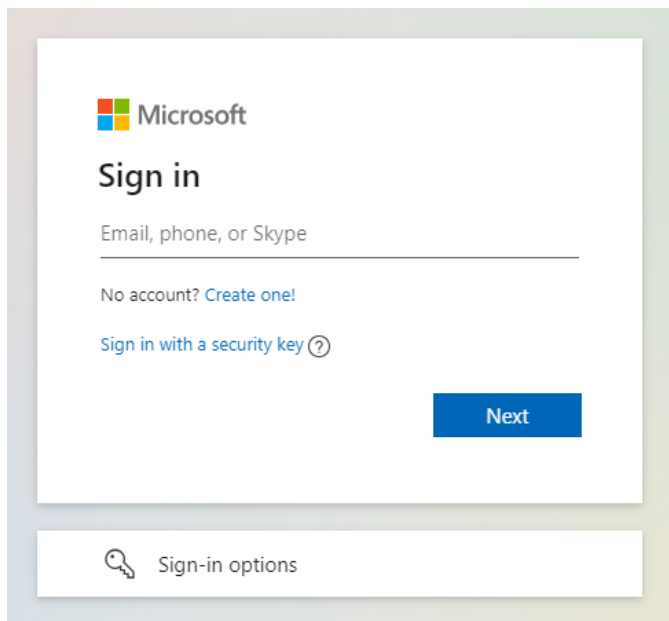 Microsoft
Sign in
Email, phone, or Skype
No account? Create one!
Sign in with a security key ?
Next
Sign-in options